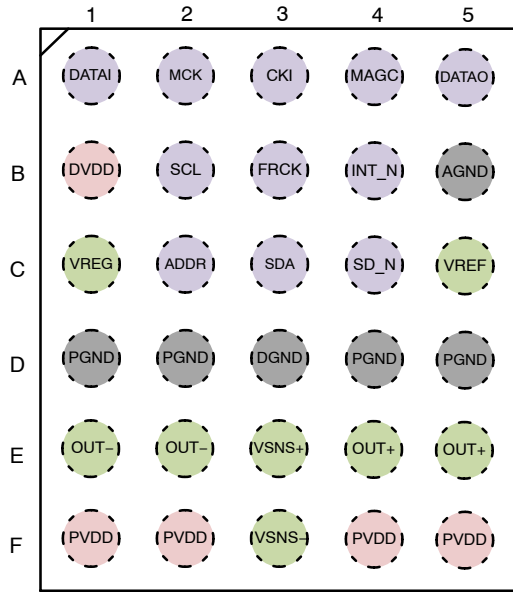 1 2 3 4 5
A DATAI MCK CKI MAGC DATAO
B DVDD SCL FRCK INT_N AGND
C VREG ADDR SDA SD_N VREF
D PGND PGND DGND PGND PGND
E OUT− OUT− VSNS+ OUT+ OUT+
F PVDD PVDD VSNS− PVDD PVDD